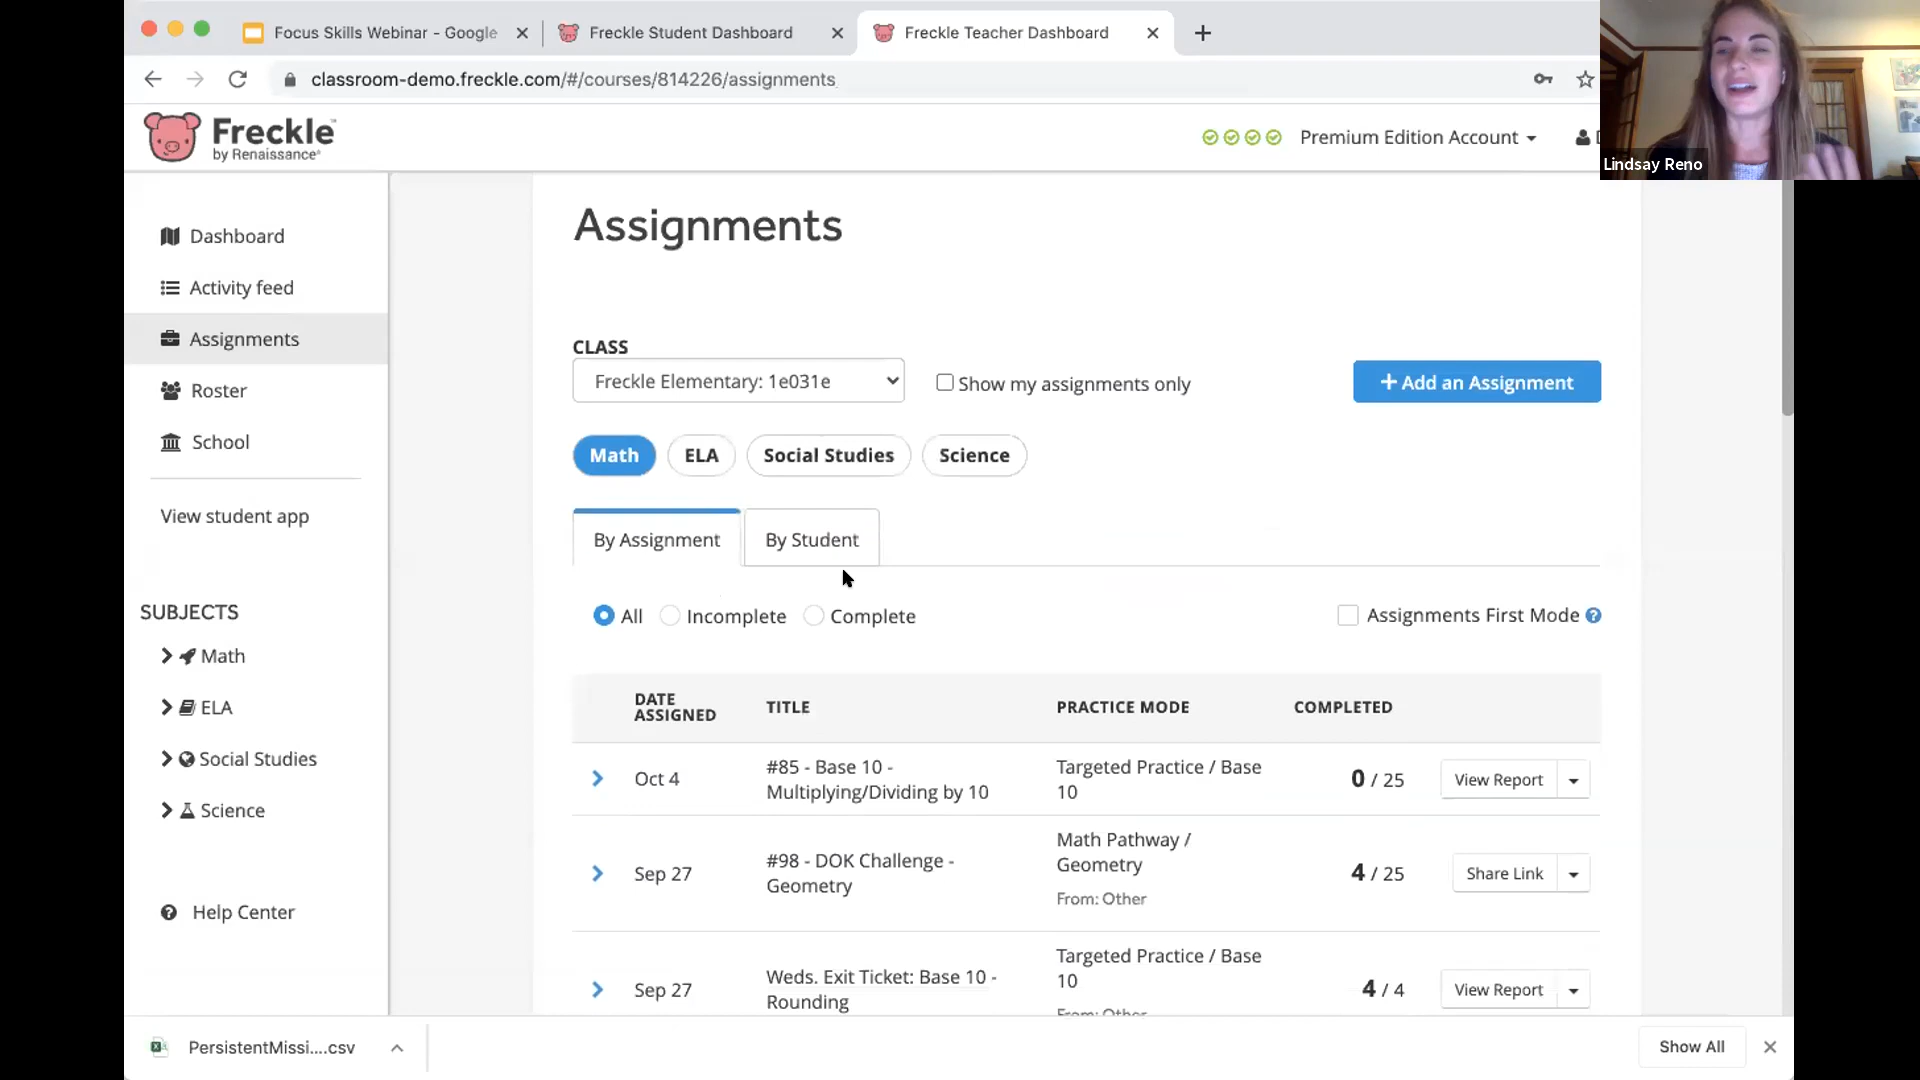 Focus Skills Webinar - Google
Freckle Student Dashboard
Freckle Teacher Dashboard
classroom-demo.freckle.com/#/courses/814226/assignments
Lindsay Reno
Freckle
by Renaissance®
Premium Edition Account
Dashboard
Activity feed
Assignments
Roster
School
View student app
SUBJECTS
Math
ELA
Social Studies
Science
Help Center
Assignments
CLASS
Freckle Elementary: 1e031e
Show my assignments only
+ Add an Assignment
Math
ELA
Social Studies
Science
By Assignment
By Student
All
Incomplete
Complete
Assignments First Mode ?
DATE ASSIGNED
TITLE
PRACTICE MODE
COMPLETED
Oct 4
#85 - Base 10 -
Multiplying/Dividing by 10
Targeted Practice / Base
10
0 / 25
View Report
Sep 27
#98 - DOK Challenge -
Geometry
Math Pathway /
Geometry
From: Other
4 / 25
Share Link
Sep 27
Weds. Exit Ticket: Base 10 -
Rounding
Targeted Practice / Base
10
From: Other
4 / 4
View Report
PersistentMissi....csv
Show All